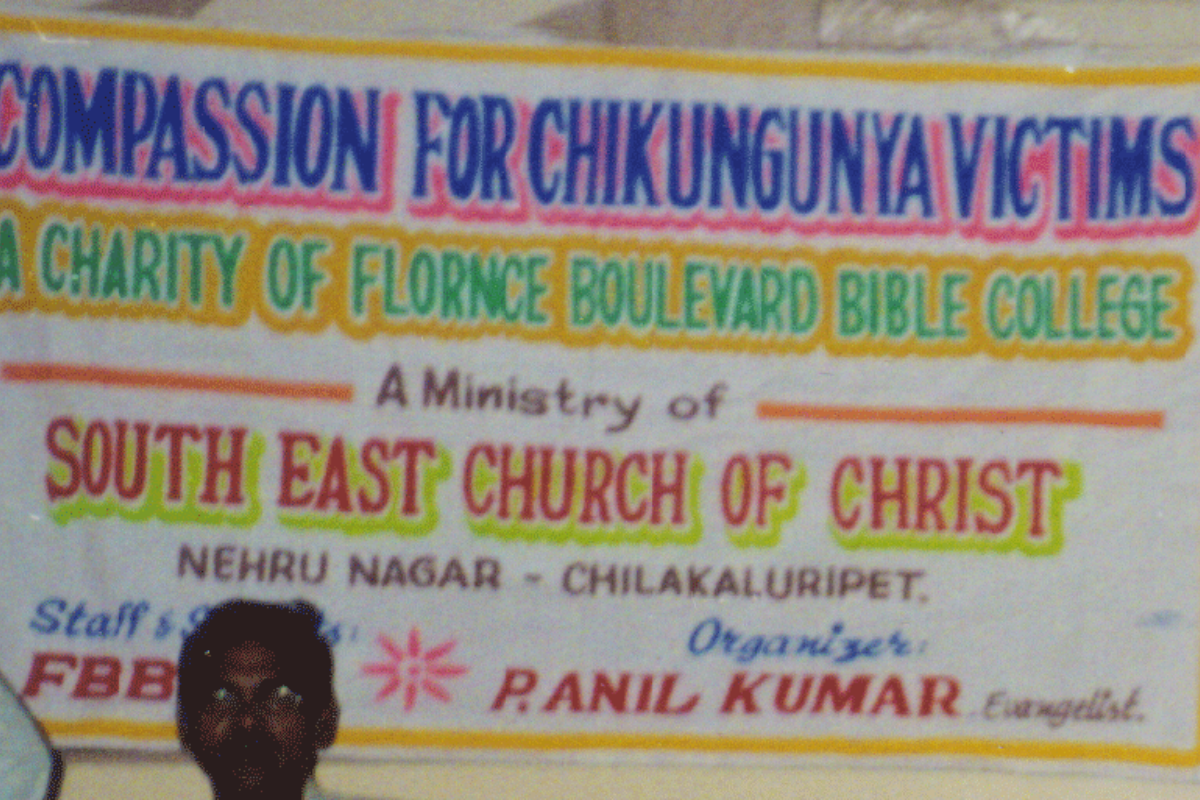 COMPASSION FOR CHIKUNGUNYA VICTIMS
A CHARITY OF FLORNCE BOULEVARD BIBLE COLLEGE
A Ministry of
SOUTH EAST CHURCH OF CHRIST
NEHRU NAGAR - CHILAKALURIPET.
Staff &
Organizer:
P. ANIL KUMAR Evangelist.